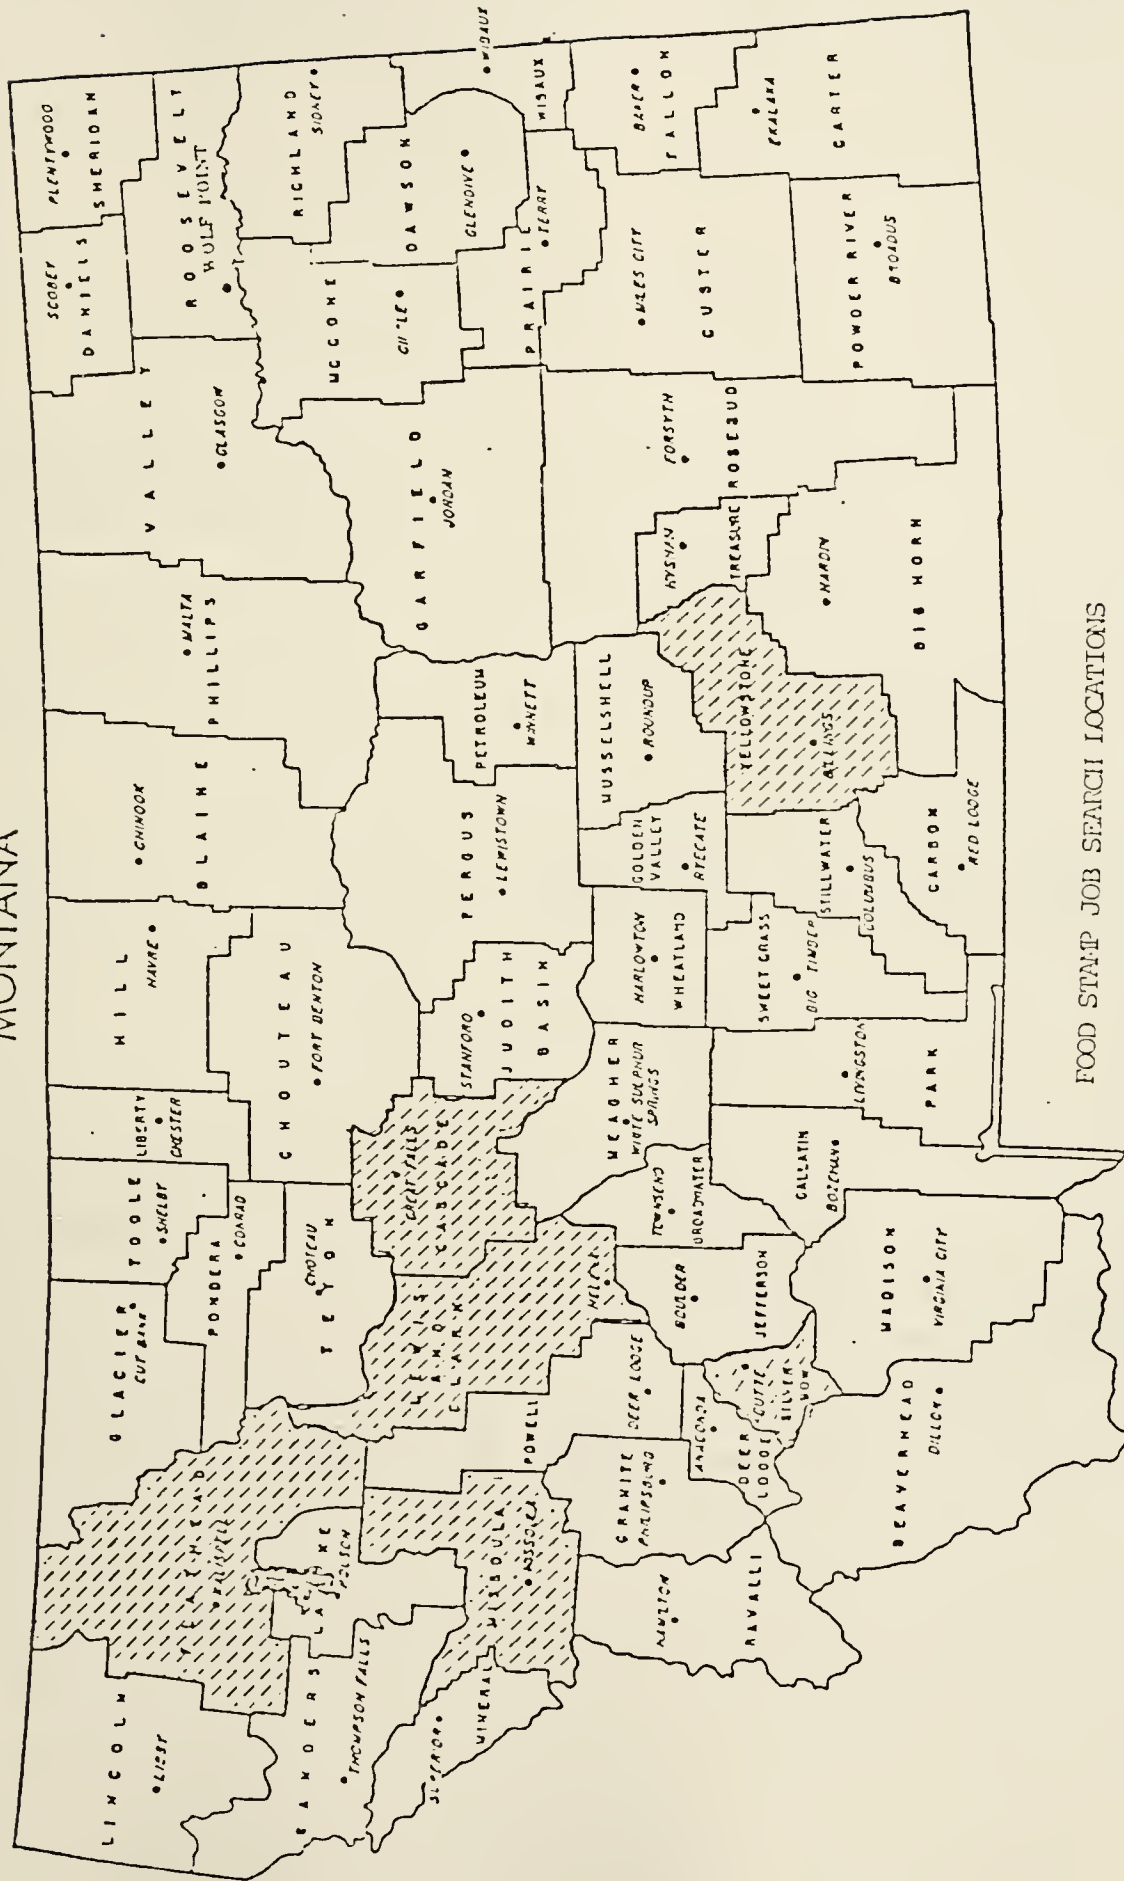 MONTANA
LINCOLN
LIBBY
FLATHEAD
KALISPELL
GLACIER
CUT BANK
TOOLE
SHELBY
LIBERTY
CHESTER
HILL
HAVRE
BLAINE
CHINOOK
PHILLIPS
MALTA
VALLEY
GLASGOW
DANIELS
SCOBEY
SHERIDAN
PLENTYWOOD
ROOSEVELT
WOLF POINT
PONDERA
CONRAD
TETON
CHOTEAU
CHOUTEAU
FORT BENTON
SANDERS
THOMPSON FALLS
LAKE
POLSON
LEWIS
AND
CLARK
HELENA
CASCADE
GREAT FALLS
JUDITH
BASIN
STANFORD
FERGUS
LEWISTOWN
PETROLEUM
WINNETT
GARFIELD
JORDAN
MCCONE
CIRCLE
RICHLAND
SIDNEY
DAWSON
GLENDIVE
WIBAUX
WIBAUX
PRAIRIE
TERRY
MINERAL
SUPERIOR
MISSOULA
MISSOULA
POWELL
DEER LODGE
GRANITE
PHILIPSBURG
RAVALLI
HAMILTON
DEER
LODGE
ANACONDA
SILVER
BOW
BUTTE
JEFFERSON
BOULDER
BROADWATER
TOWNSEND
MEAGHER
WHITE SULPHUR
SPRINGS
WHEATLAND
HARLOWTON
GOLDEN
VALLEY
RYEGATE
MUSSELSHELL
ROUNDUP
TREASURE
HYSHAM
ROSEBUD
FORSYTH
CUSTER
MILES CITY
FALLON
BAKER
CARTER
EKALAKA
POWDER RIVER
BROADUS
BEAVERHEAD
DILLON
MADISON
VIRGINIA CITY
GALLATIN
BOZEMAN
PARK
LIVINGSTON
SWEET GRASS
BIG TIMBER
STILLWATER
COLUMBUS
CARBON
RED LODGE
YELLOWSTONE
BILLINGS
BIG HORN
HARDIN
FOOD STAMP JOB SEARCH LOCATIONS